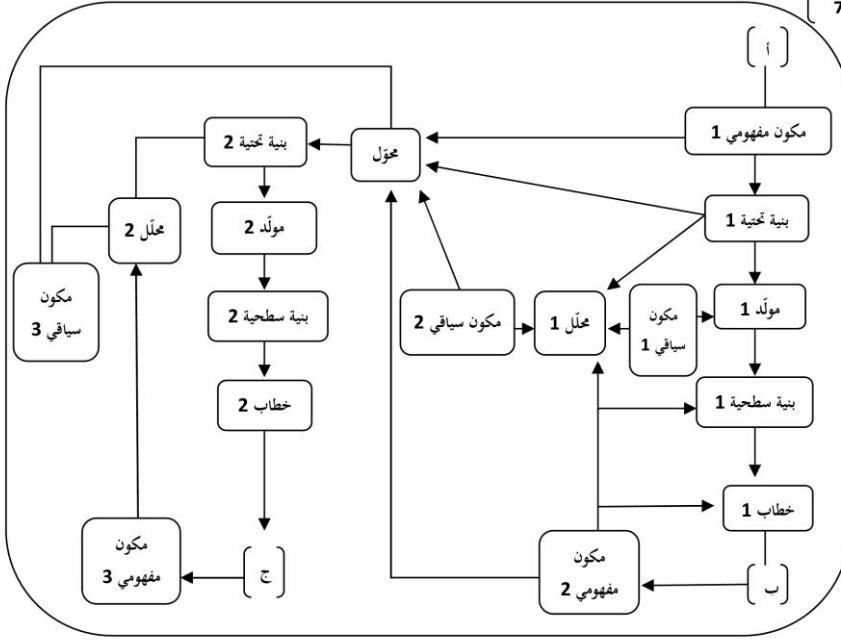 7
أ
مكون مفهومي 1
بنية تحتية 2
محوّل
بنية تحتية 1
محلّل 2
مولّد 2
مكون
سياقي 3
بنية سطحية 2
مكون سياقي 2
محلّل 1
مكون
سياقي 1
مولّد 1
خطاب 2
بنية سطحية 1
خطاب 1
مكون
مفهومي 3
ج
مكون
مفهومي 2
ب